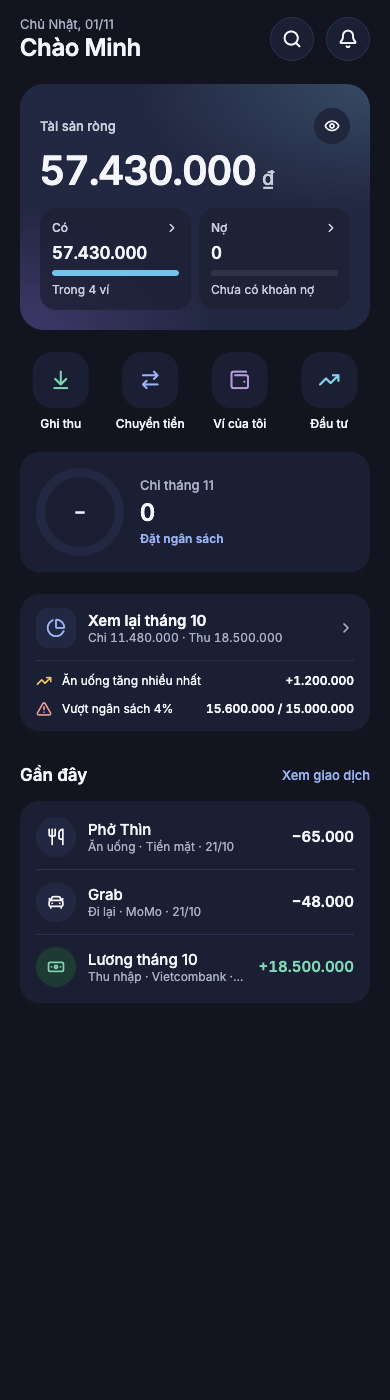 Chủ Nhật, 01/11
Chào Minh
Tài sản ròng
57.430.000 ₫
Có
57.430.000
Trong 4 ví
Nợ
0
Chưa có khoản nợ
Ghi thu
Chuyển tiền
Ví của tôi
Đầu tư
–
Chi tháng 11
0
Đặt ngân sách
Xem lại tháng 10
Chi 11.480.000 · Thu 18.500.000
Ăn uống tăng nhiều nhất +1.200.000
Vượt ngân sách 4% 15.600.000 / 15.000.000
Gần đây Xem giao dịch
Phở Thìn
Ăn uống · Tiền mặt · 21/10
−65.000
Grab
Đi lại · MoMo · 21/10
−48.000
Lương tháng 10
Thu nhập · Vietcombank ·...
+18.500.000